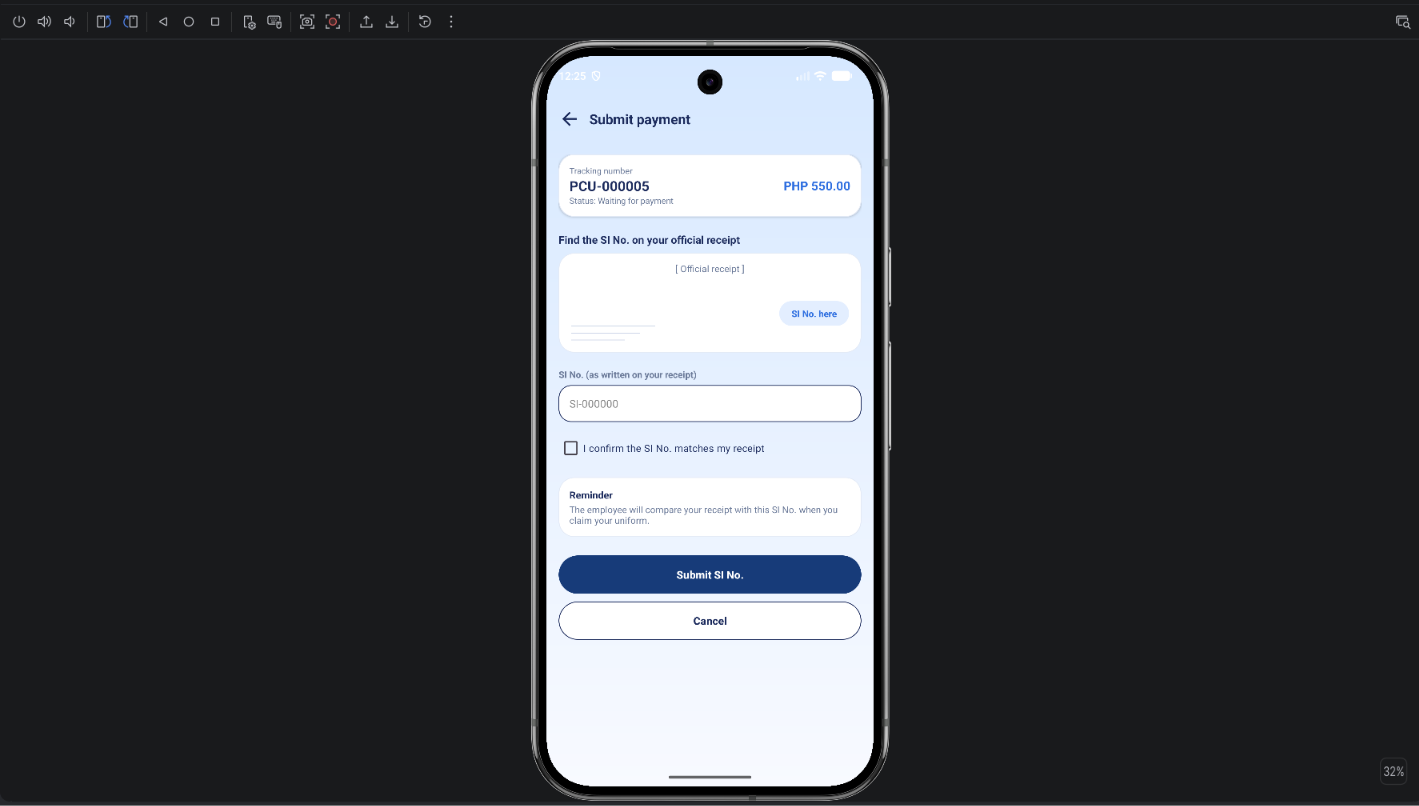 12:25
Submit payment
Tracking number
PCU-000005
PHP 550.00
Status: Waiting for payment
Find the SI No. on your official receipt
[ Official receipt ]
SI No. here
SI No. (as written on your receipt)
SI-000000
I confirm the SI No. matches my receipt
Reminder
The employee will compare your receipt with this SI No. when you
claim your uniform.
Submit SI No.
Cancel
32%